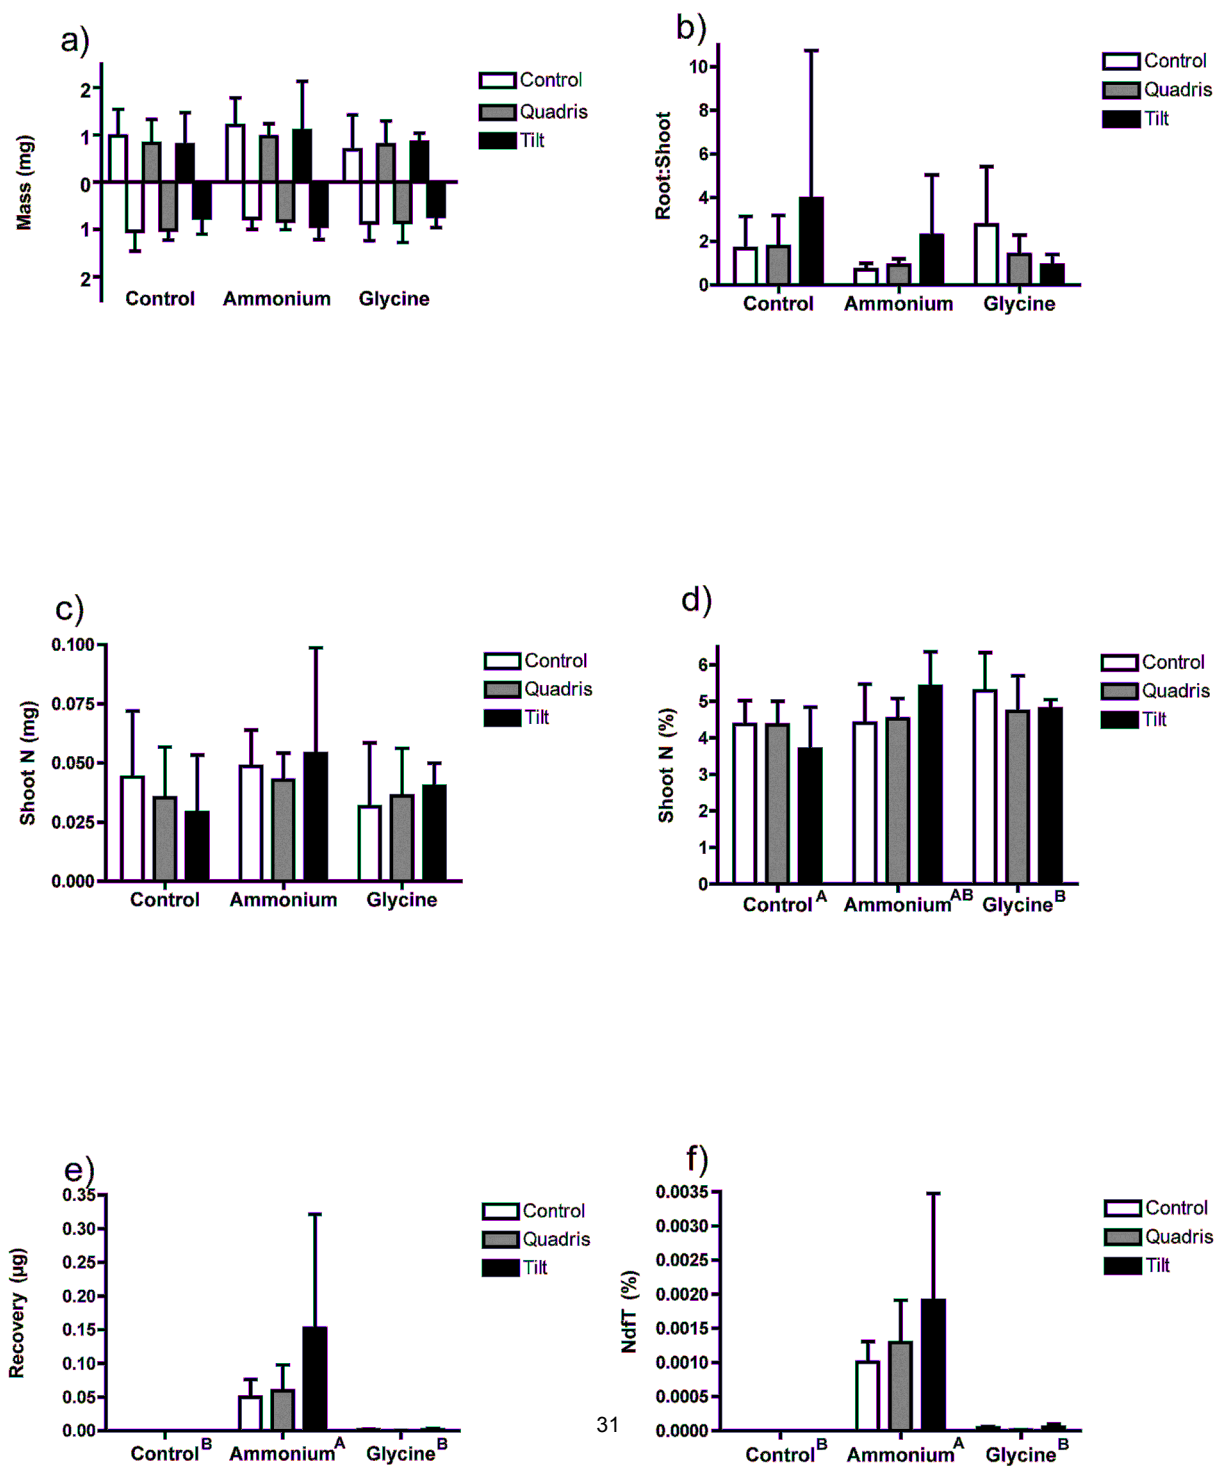 a)
2
1
0
1
2
Mass (mg)
Control Ammonium Glycine
Control
Quadris
Tilt
b)
10
8
6
4
2
0
Root:Shoot
Control Ammonium Glycine
Control
Quadris
Tilt
c)
0.100
0.075
0.050
0.025
0.000
Shoot N (mg)
Control Ammonium Glycine
Control
Quadris
Tilt
d)
6
5
4
3
2
1
0
Shoot N (%)
Control A Ammonium AB Glycine B
Control
Quadris
Tilt
e)
0.35
0.30
0.25
0.20
0.15
0.10
0.05
0.00
Recovery (µg)
Control B Ammonium A Glycine B
Control
Quadris
Tilt
f)
0.0035
0.0030
0.0025
0.0020
0.0015
0.0010
0.0005
0.0000
NdfT (%)
Control B Ammonium A Glycine B
Control
Quadris
Tilt
31